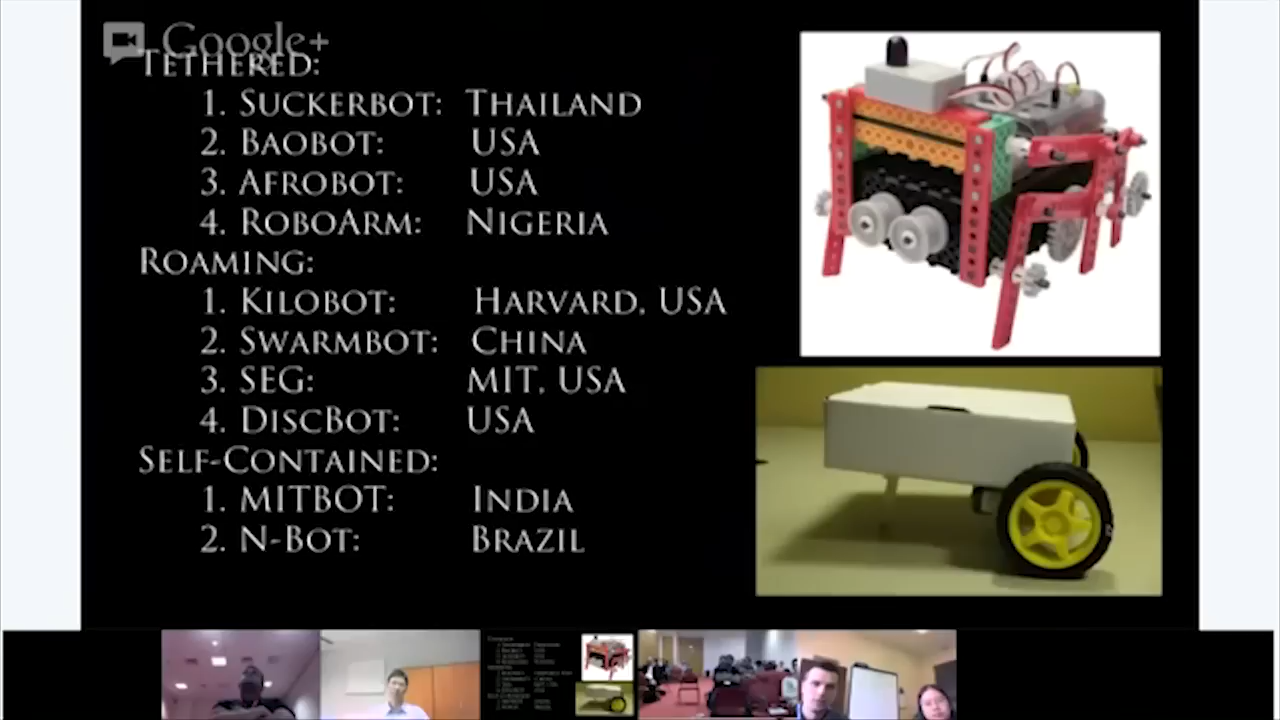 Google+
TETHERED:
1. SUCKERBOT: THAILAND
2. BAOBOT: USA
3. AFROBOT: USA
4. ROBOARM: NIGERIA
ROAMING:
1. KILOBOT: HARVARD, USA
2. SWARMBOT: CHINA
3. SEG: MIT, USA
4. DISCBOT: USA
SELF-CONTAINED:
1. MITBOT: INDIA
2. N-BOT: BRAZIL